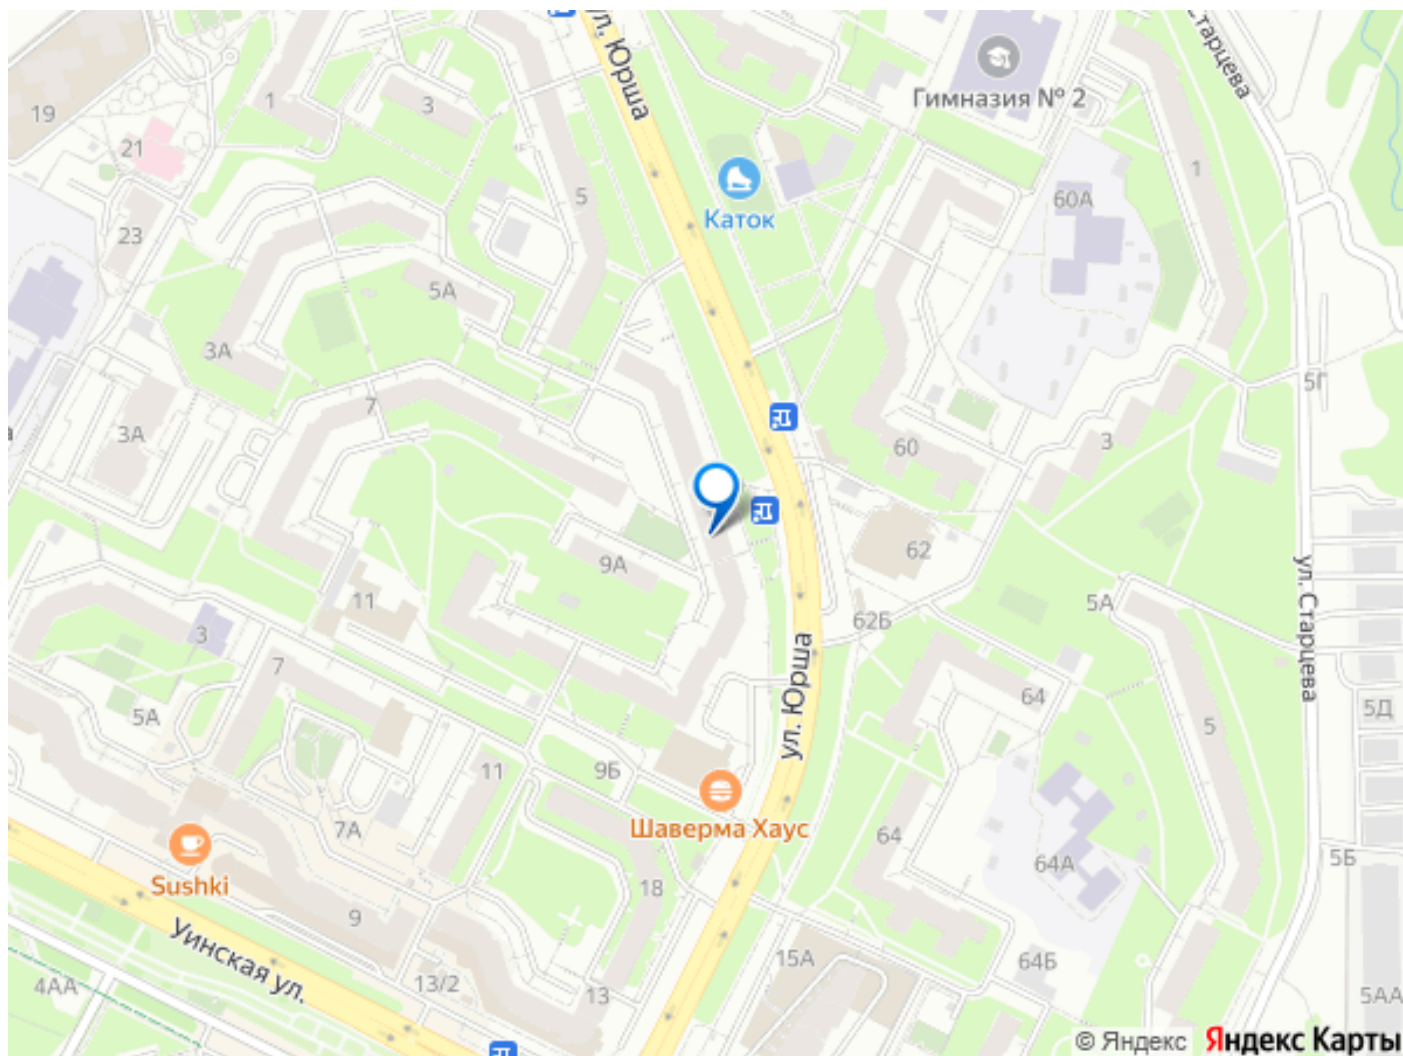 ул. Юрша
Старцева
Гимназия № 2
19
1
3
21
5
Каток
60А
1
23
5А
3А
5Г
7
3А
60
3
9А
62
11
5А
62Б
3
ул. Старцева
7
64
5А
ул. Юрша
5Д
5
11
9Б
7А
Шаверма Хаус
64
64А
5Б
Sushki
18
9
Уинская ул.
15А
64Б
4АА
13/2
13
5АА
© Яндекс
Яндекс Карты